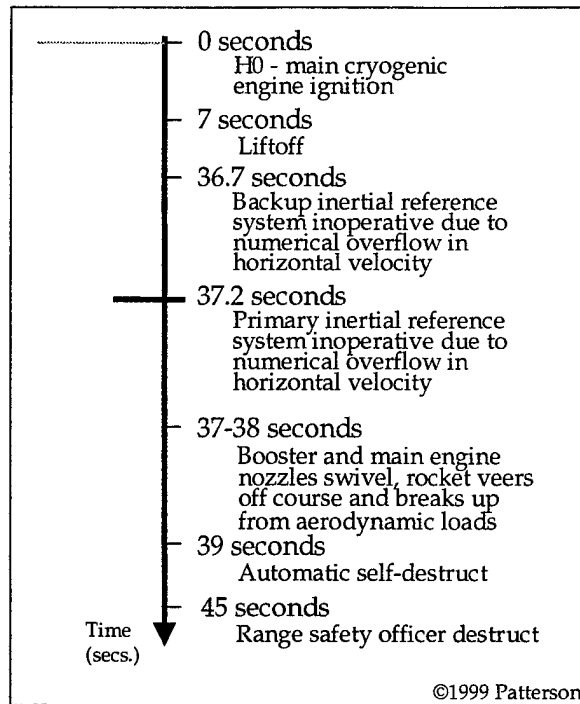 0 seconds
H0 - main cryogenic
engine ignition
7 seconds
Liftoff
36.7 seconds
Backup inertial reference
system inoperative due to
numerical overflow in
horizontal velocity
37.2 seconds
Primary inertial reference
system inoperative due to
numerical overflow in
horizontal velocity
37-38 seconds
Booster and main engine
nozzles swivel, rocket veers
off course and breaks up
from aerodynamic loads
39 seconds
Automatic self-destruct
45 seconds
Range safety officer destruct
Time
(secs.)
©1999 Patterson